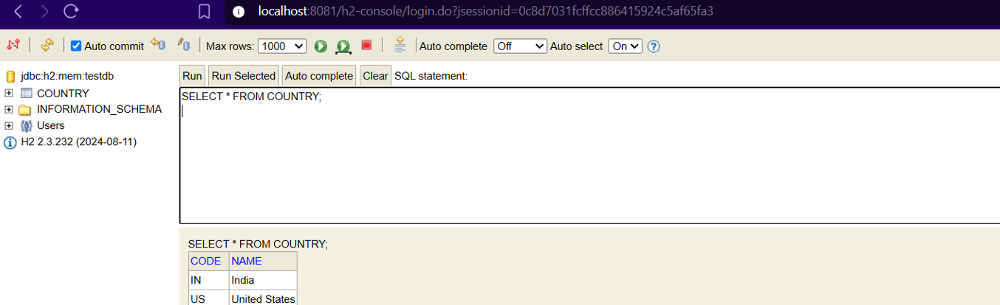 localhost:8081/h2-console/login.do?jsessionid=0c8d7031fcffcc886415924c5af65fa3
Auto commit Max rows: 1000 Auto complete Off Auto select On ?
jdbc:h2:mem:testdb
COUNTRY
INFORMATION_SCHEMA
Users
H2 2.3.232 (2024-08-11)
Run Run Selected Auto complete Clear SQL statement:
SELECT * FROM COUNTRY;
SELECT * FROM COUNTRY;
CODE NAME
IN India
US United States